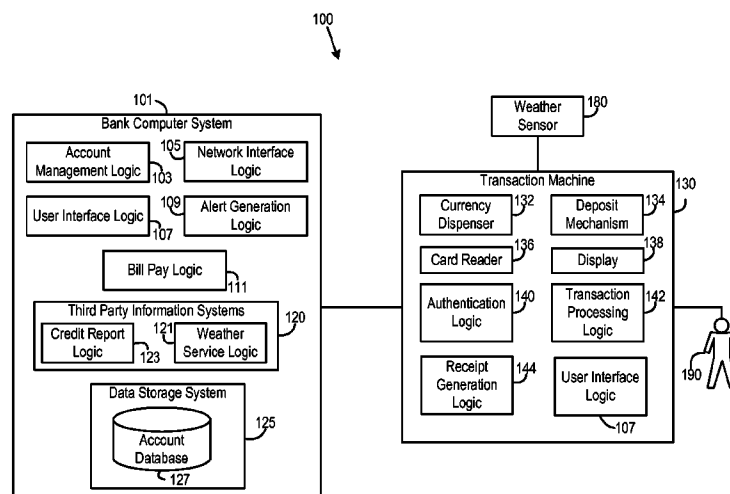 100
101
Bank Computer System
Account
Management Logic
103
105
Network Interface
Logic
User Interface Logic
107
109
Alert Generation
Logic
Bill Pay Logic
111
Third Party Information Systems
120
Credit Report
Logic
123
121
Weather
Service Logic
Data Storage System
125
Account
Database
127
Weather
Sensor
180
Transaction Machine
130
Currency
Dispenser
132
Deposit
Mechanism
134
Card Reader
136
Display
138
Authentication
Logic
140
Transaction
Processing
Logic
142
Receipt
Generation
Logic
144
User Interface
Logic
107
190